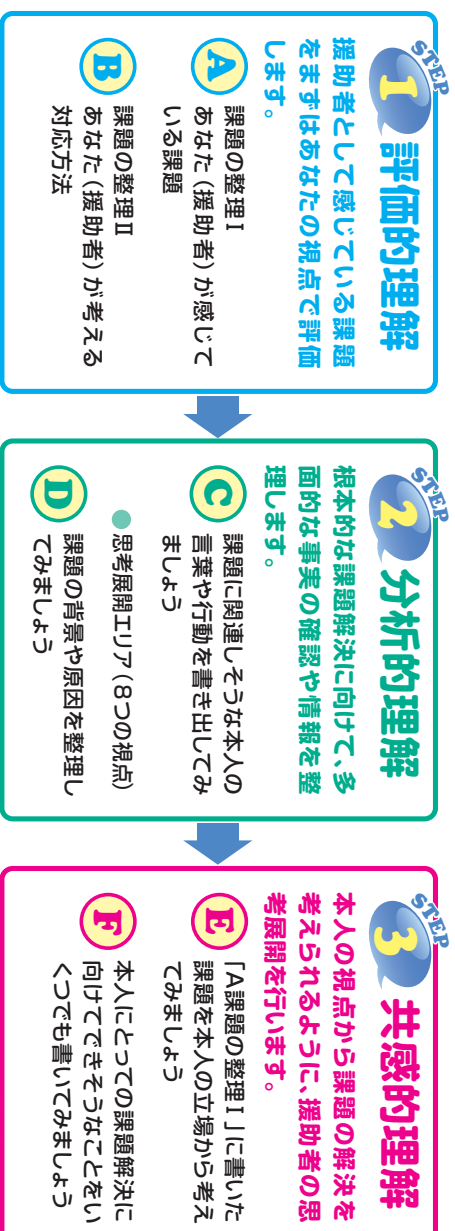 STEP
1
評価的理解
援助者として感じている課題
をまずはあなたの視点で評価
します。
A
課題の整理Ⅰ
あなた(援助者)が感じて
いる課題
B
課題の整理Ⅱ
あなた(援助者)が考える
対応方法
STEP
2
分析的理解
根本的な課題解決に向けて、多
面的な事実の確認や情報を整
理します。
C
課題に関連しそうな本人の
言葉や行動を書き出してみ
ましょう
●思考展開エリア(8つの視点)
D
課題の背景や原因を整理し
てみましょう
STEP
3
共感的理解
本人の視点から課題の解決を
考えられるように、援助者の思
考展開を行います。
E
「A課題の整理Ⅰ」に書いた
課題を本人の立場から考え
てみましょう
F
本人にとっての課題解決に
向けてできそうなことをい
くつでも書いてみましょう